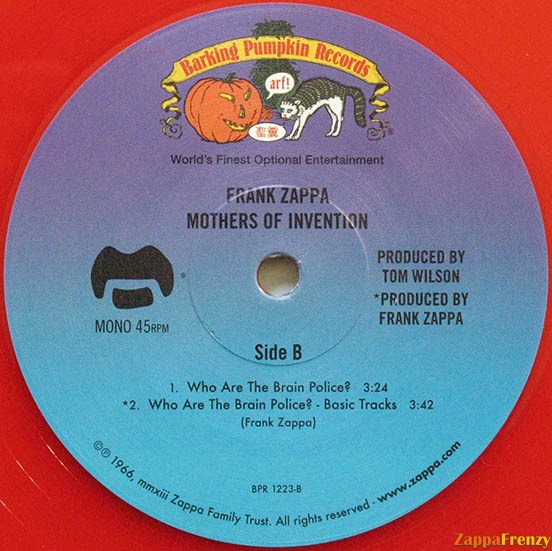 Barking Pumpkin Records
arf!
聖義
®
World's Finest Optional Entertainment
FRANK ZAPPA
MOTHERS OF INVENTION
PRODUCED BY
TOM WILSON
*PRODUCED BY
FRANK ZAPPA
®
MONO 45RPM
Side B
1. Who Are The Brain Police? 3:24
*2. Who Are The Brain Police? - Basic Tracks 3:42
(Frank Zappa)
©℗ 1966, mmxiii Zappa Family Trust. All rights reserved - www.zappa.com
BPR 1223-B
ZappaFrenzy